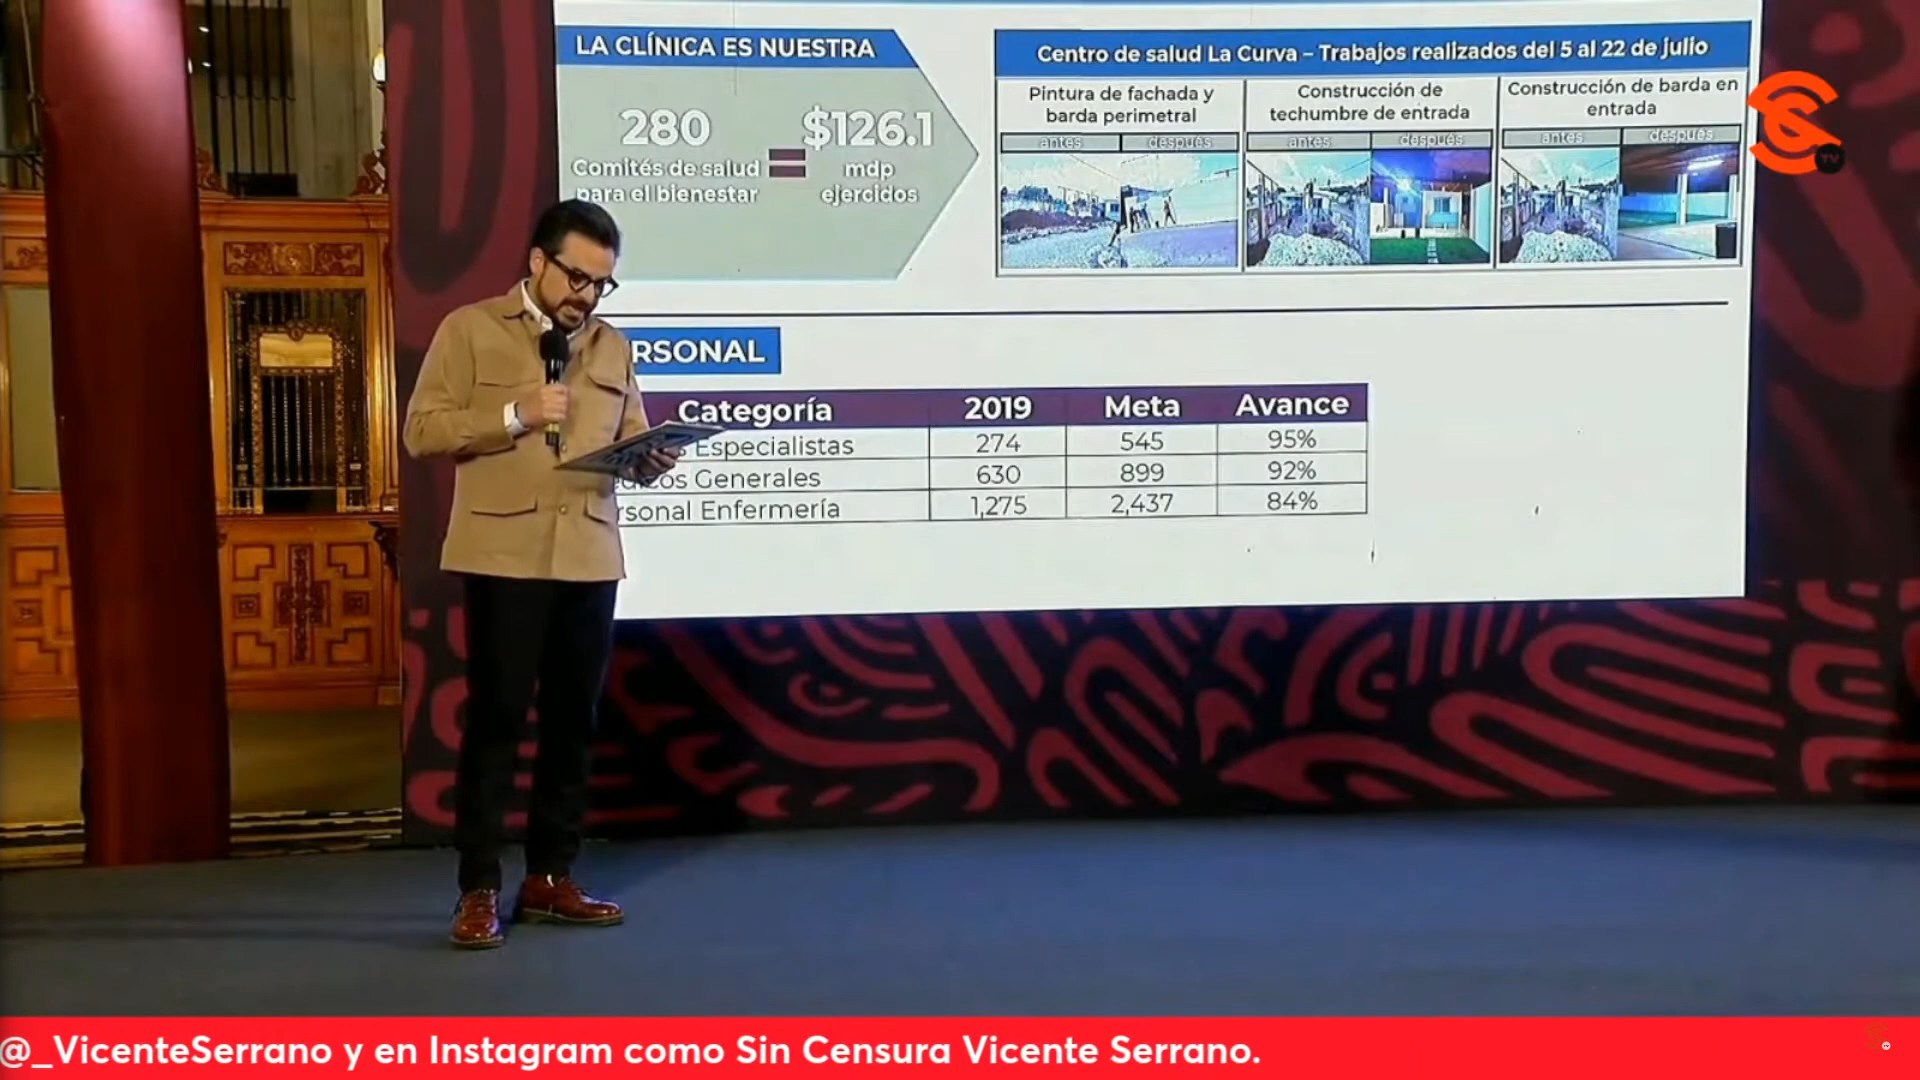 LA CLÍNICA ES NUESTRA
280
Comités de salud
para el bienestar
$126.1
mdp
ejercidos
Centro de salud La Curva – Trabajos realizados del 5 al 22 de julio
Pintura de fachada y
barda perimetral
antes
después
Construcción de
techumbre de entrada
antes
después
Construcción de barda en
entrada
antes
después
TV
RSONAL
Categoría 2019 Meta Avance
Especialistas 274 545 95%
Generales 630 899 92%
rsonal Enfermería 1,275 2,437 84%
@_VicenteSerrano y en Instagram como Sin Censura Vicente Serrano.